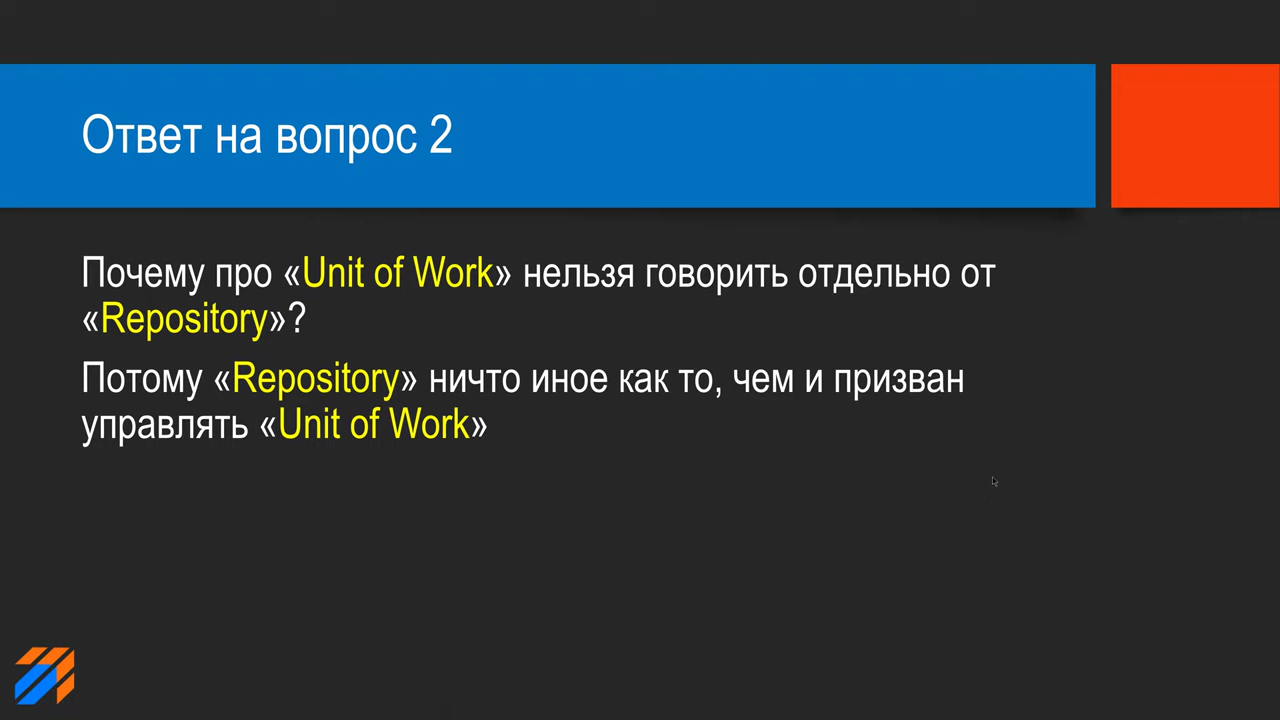 Ответ на вопрос 2
Почему про «Unit of Work» нельзя говорить отдельно от
«Repository»?
Потому «Repository» ничто иное как то, чем и призван
управлять «Unit of Work»